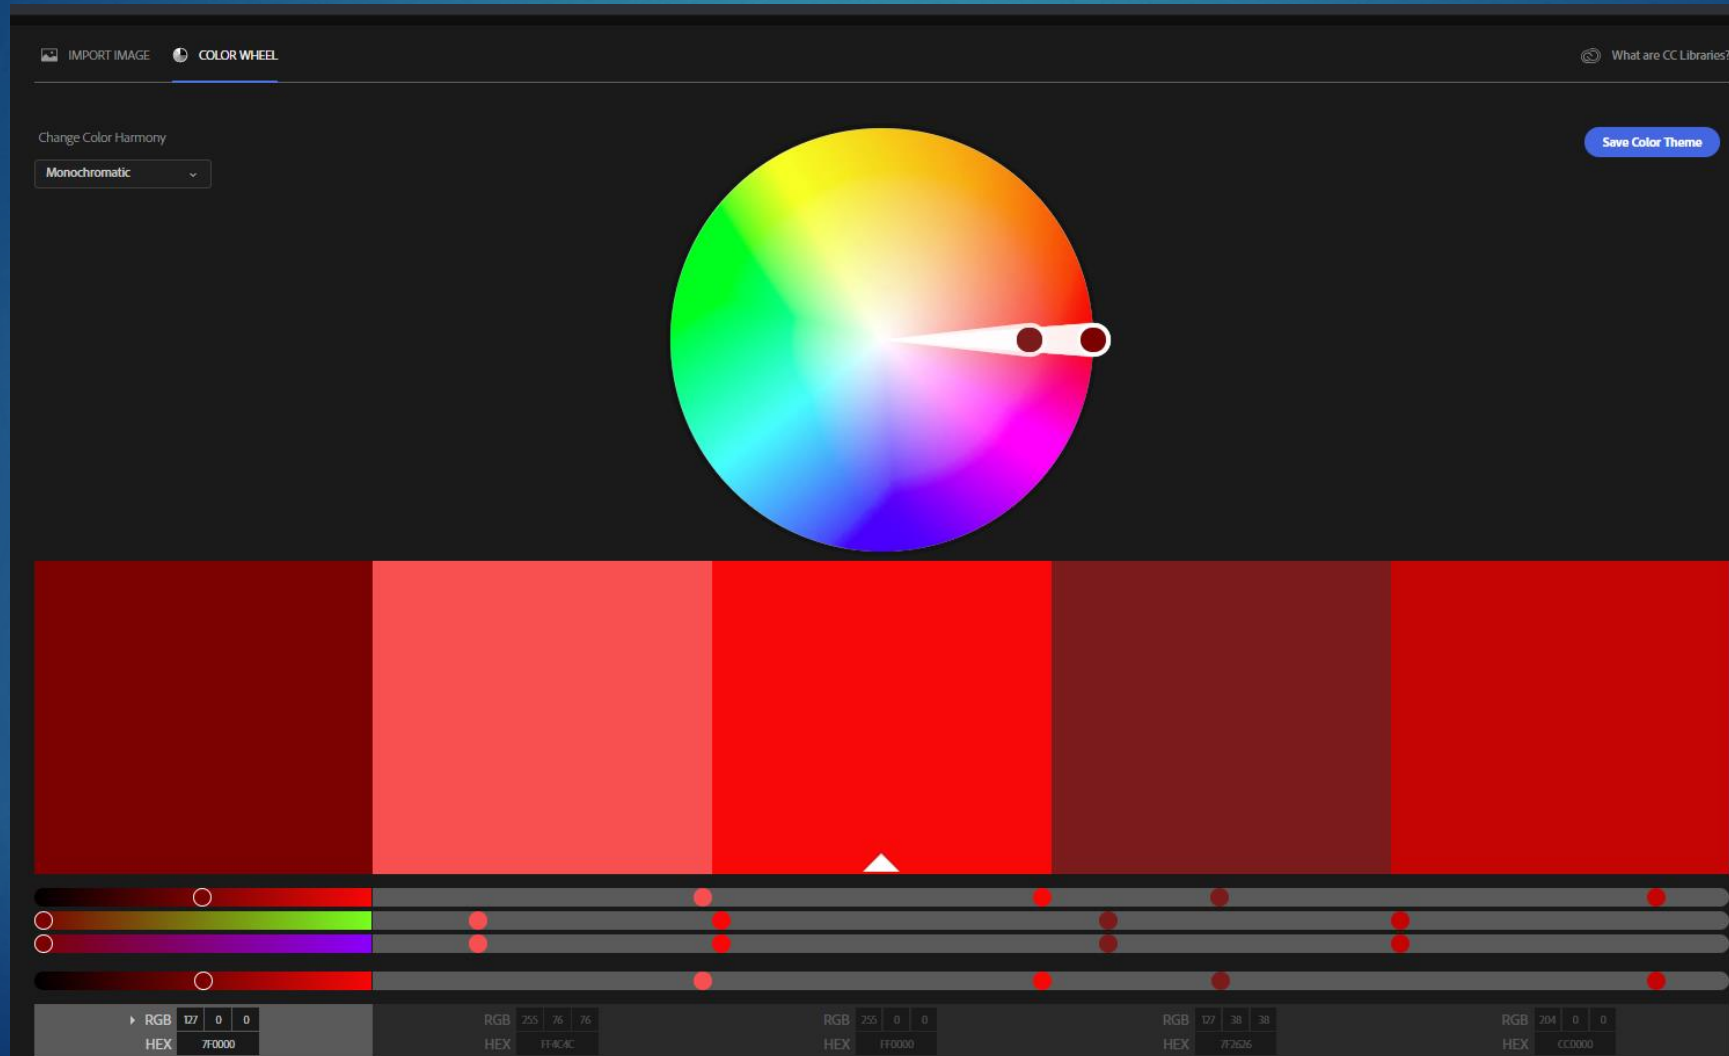 IMPORT IMAGE COLOR WHEEL What are CC Libraries?
Change Color Harmony
Save Color Theme
Monochromatic
RGB 127 0 0 RGB 255 76 76 RGB 255 0 0 RGB 127 38 38 RGB 204 0 0
HEX 7F0000 HEX FF4C4C HEX FF0000 HEX 7F2626 HEX CC0000